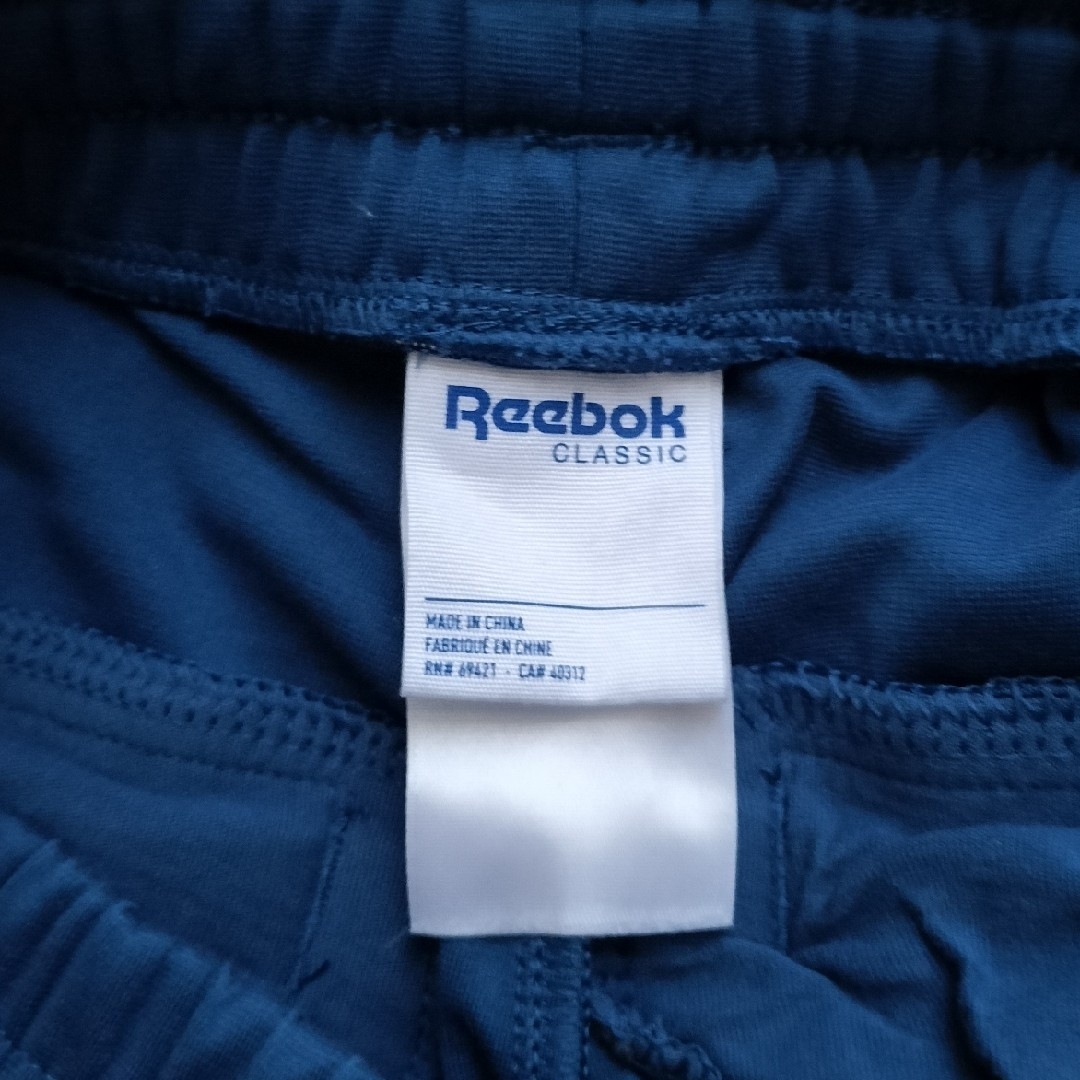 Reebok
CLASSIC
MADE IN CHINA
FABRIQUÉ EN CHINE
RN# 69421 - CA# 40312